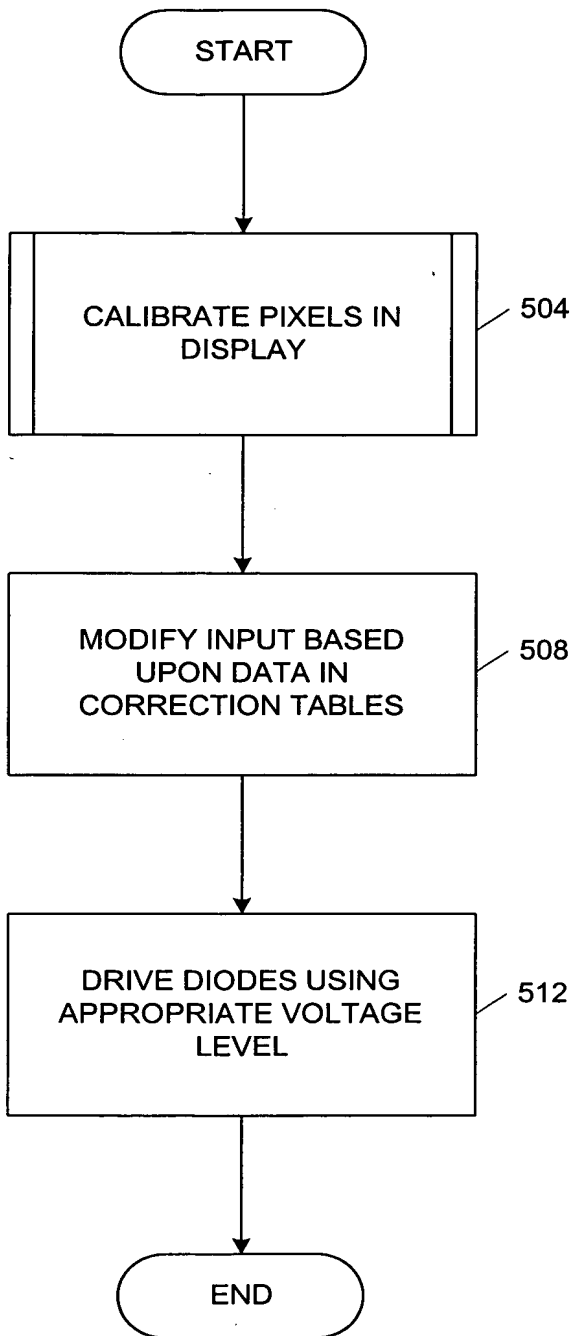 START
CALIBRATE PIXELS IN
DISPLAY
504
MODIFY INPUT BASED
UPON DATA IN
CORRECTION TABLES
508
DRIVE DIODES USING
APPROPRIATE VOLTAGE
LEVEL
512
END